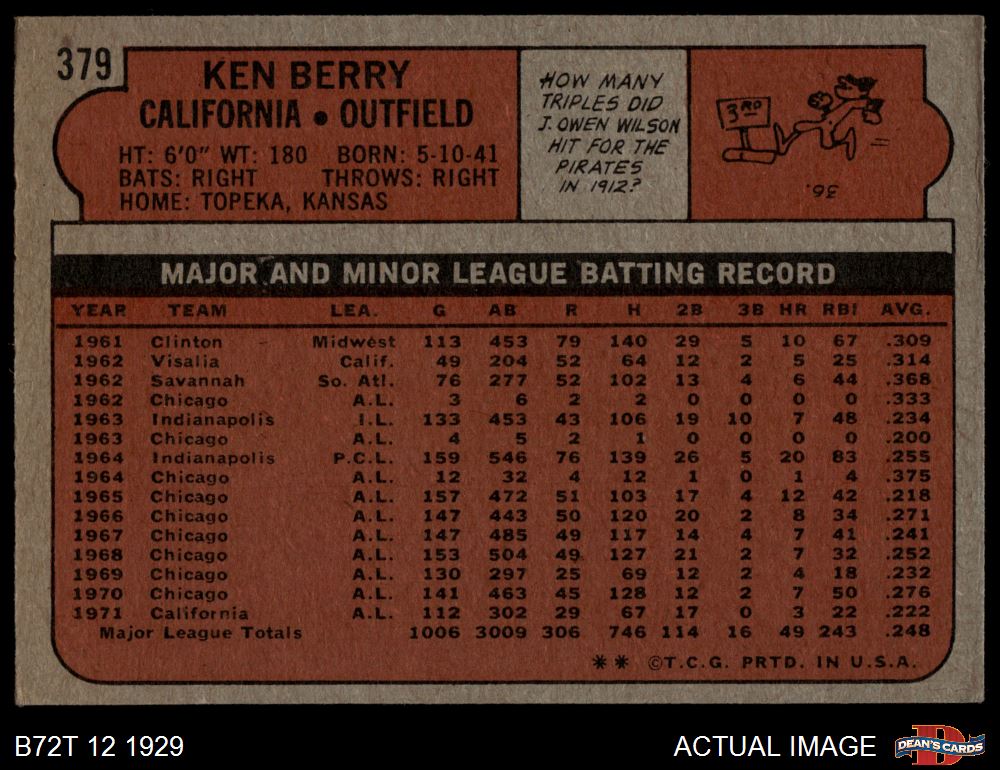 379
KEN BERRY
CALIFORNIA • OUTFIELD
HT: 6'0" WT: 180 BORN: 5-10-41
BATS: RIGHT THROWS: RIGHT
HOME: TOPEKA, KANSAS
HOW MANY
TRIPLES DID
J. OWEN WILSON
HIT FOR THE
PIRATES
IN 1912?
3RD
36.
MAJOR AND MINOR LEAGUE BATTING RECORD
YEAR TEAM LEA. G AB R H 2B 3B HR RBI AVG.
1961 Clinton Midwest 113 453 79 140 29 5 10 67 .309
1962 Visalia Calif. 49 204 52 64 12 2 5 25 .314
1962 Savannah So. Atl. 76 277 52 102 13 4 6 44 .368
1962 Chicago A.L. 3 6 2 2 0 0 0 0 .333
1963 Indianapolis I.L. 133 453 43 106 19 10 7 48 .234
1963 Chicago A.L. 4 5 2 1 0 0 0 0 .200
1964 Indianapolis P.C.L. 159 546 76 139 26 5 20 83 .255
1964 Chicago A.L. 12 32 4 12 1 0 1 4 .375
1965 Chicago A.L. 157 472 51 103 17 4 12 42 .218
1966 Chicago A.L. 147 443 50 120 20 2 8 34 .271
1967 Chicago A.L. 147 485 49 117 14 4 7 41 .241
1968 Chicago A.L. 153 504 49 127 21 2 7 32 .252
1969 Chicago A.L. 130 297 25 69 12 2 4 18 .232
1970 Chicago A.L. 141 463 45 128 12 2 7 50 .276
1971 California A.L. 112 302 29 67 17 0 3 22 .222
Major League Totals 1006 3009 306 746 114 16 49 243 .248
** ©T.C.G. PRTD. IN U.S.A.
B72T 12 1929
ACTUAL IMAGE
DEAN'S CARDS